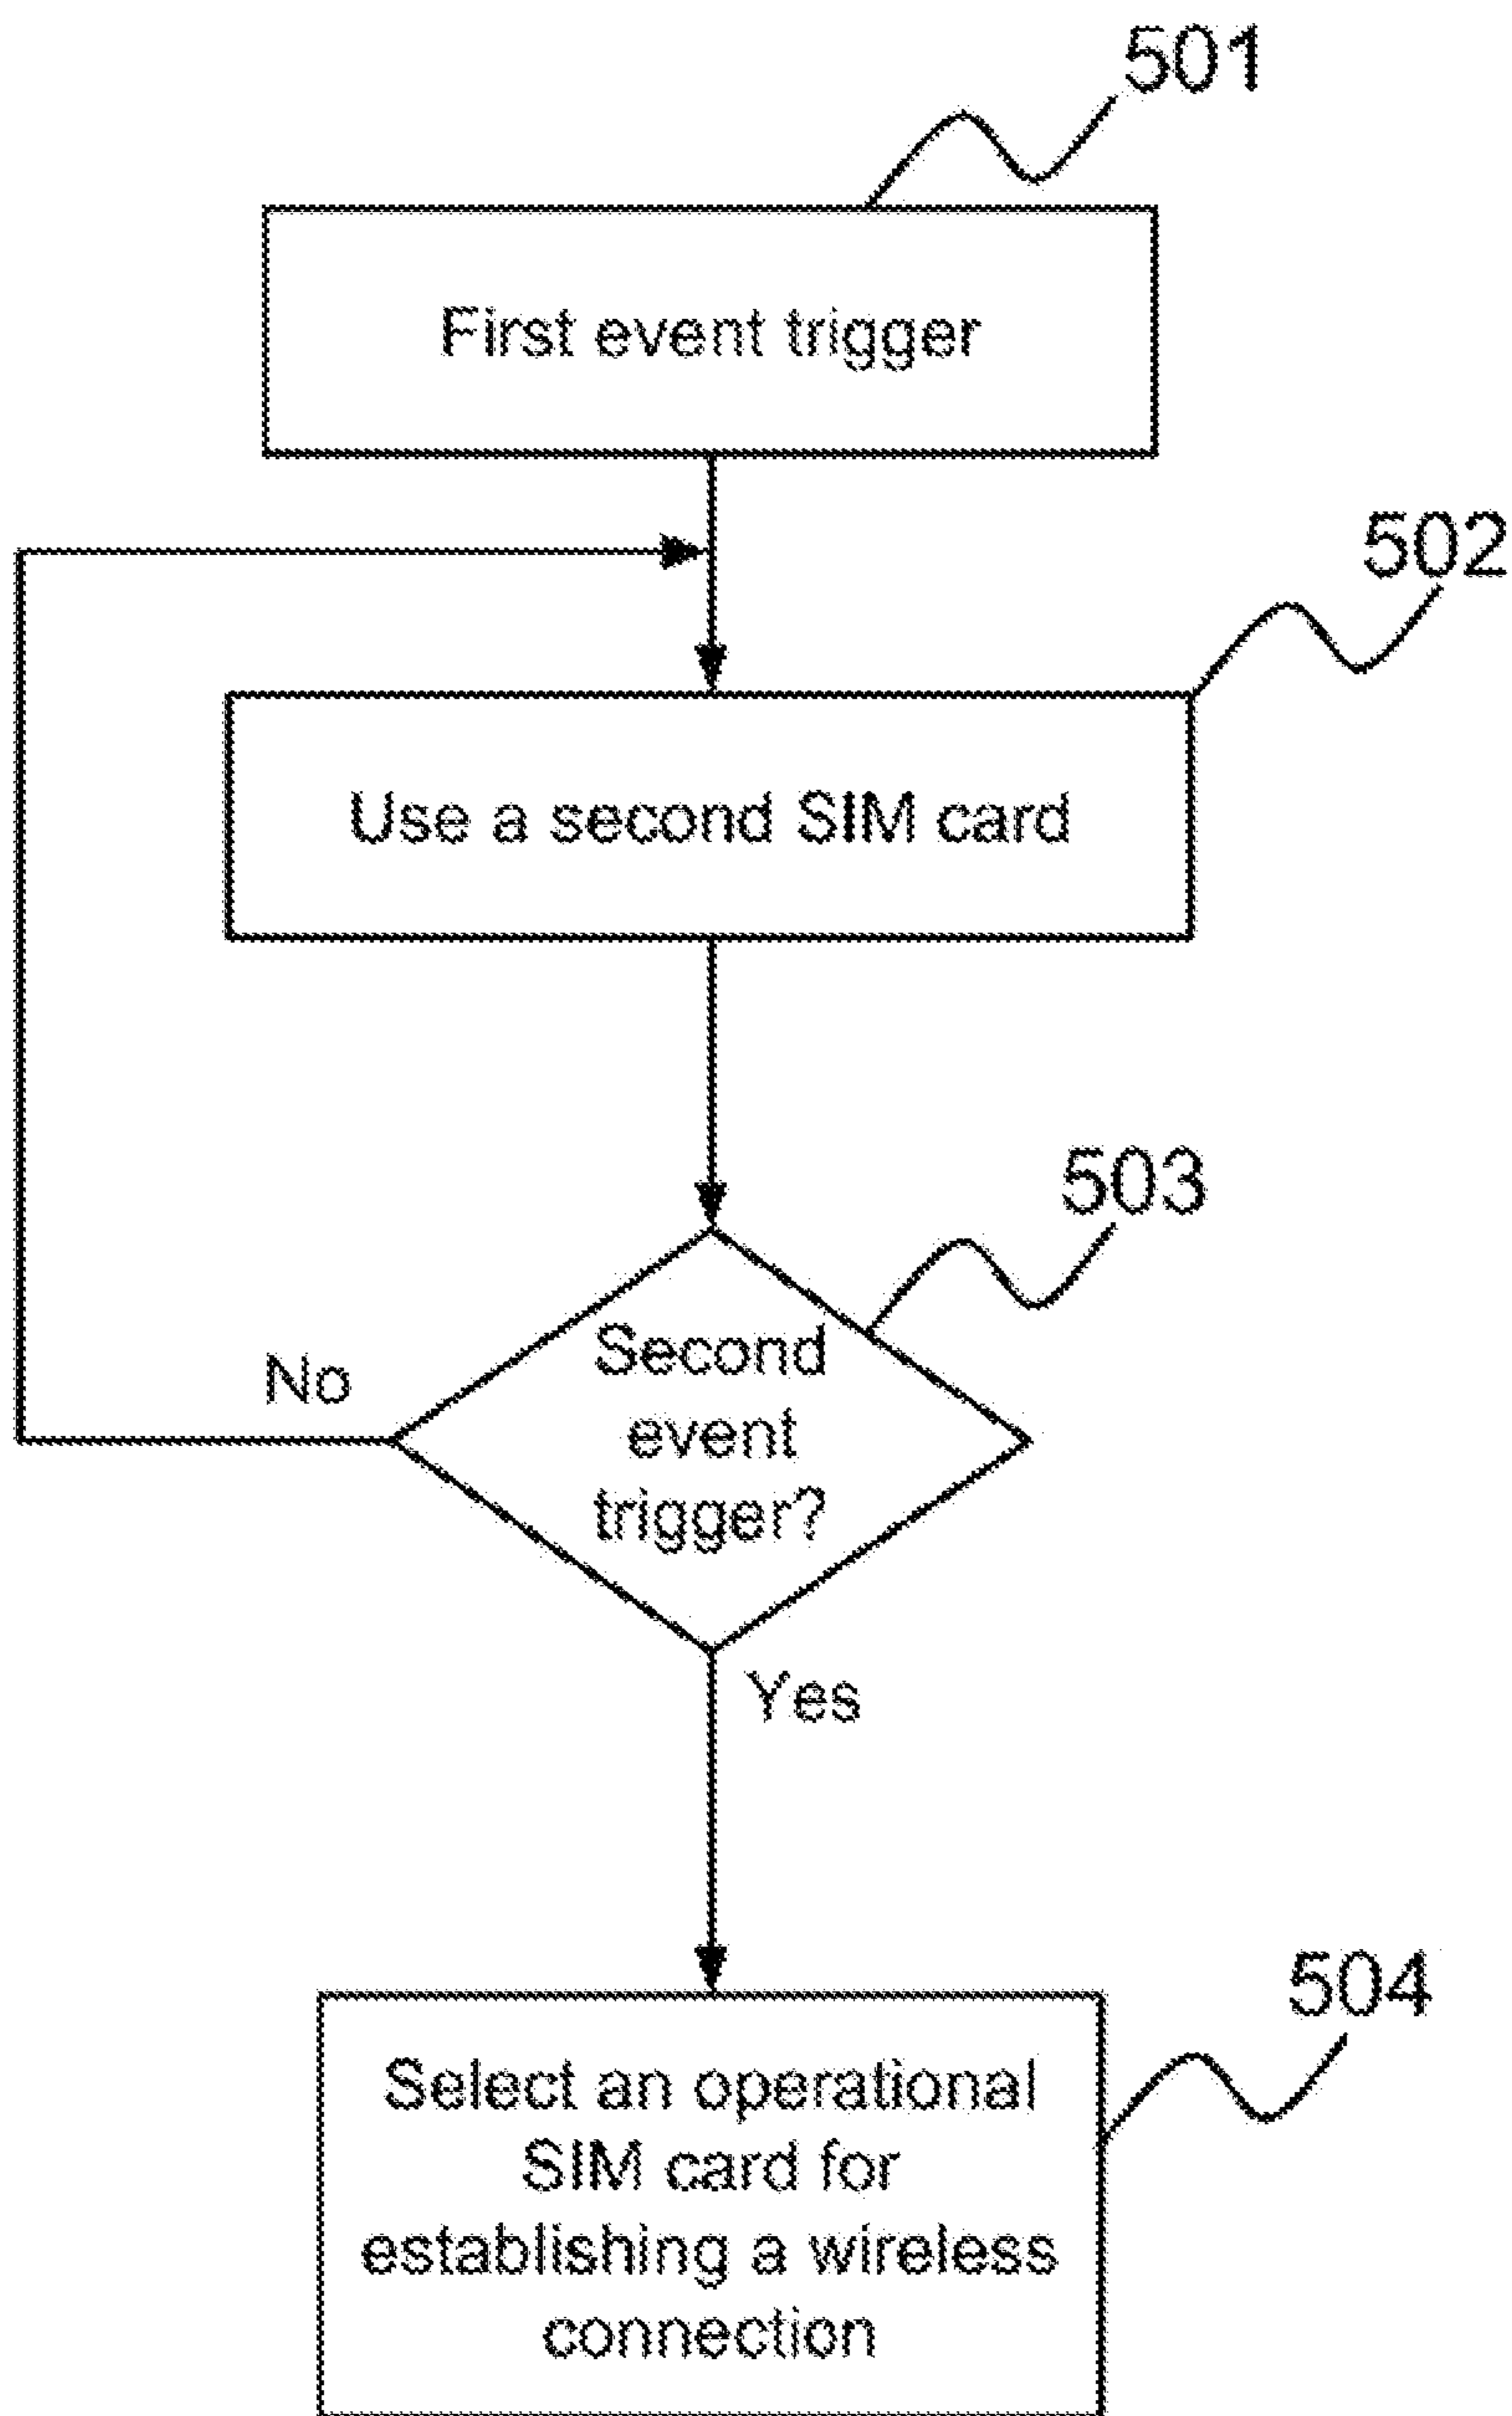 501
First event trigger
502
Use a second SIM card
503
Second
event
trigger?
No
Yes
504
Select an operational
SIM card for
establishing a wireless
connection